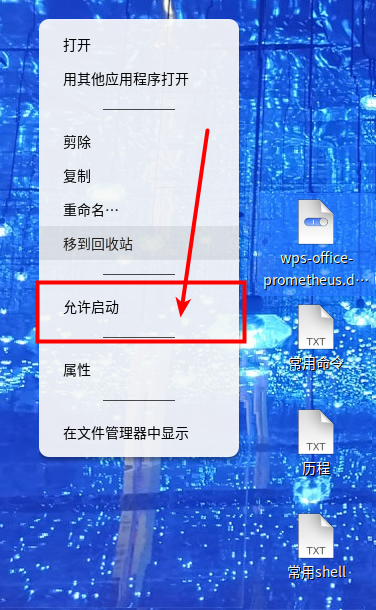 打开
用其他应用程序打开
剪除
复制
重命名…
移到回收站
允许启动
属性
在文件管理器中显示
wps-office-
prometheus.d…
TXT
常用命令
TXT
历程
TXT
常用shell